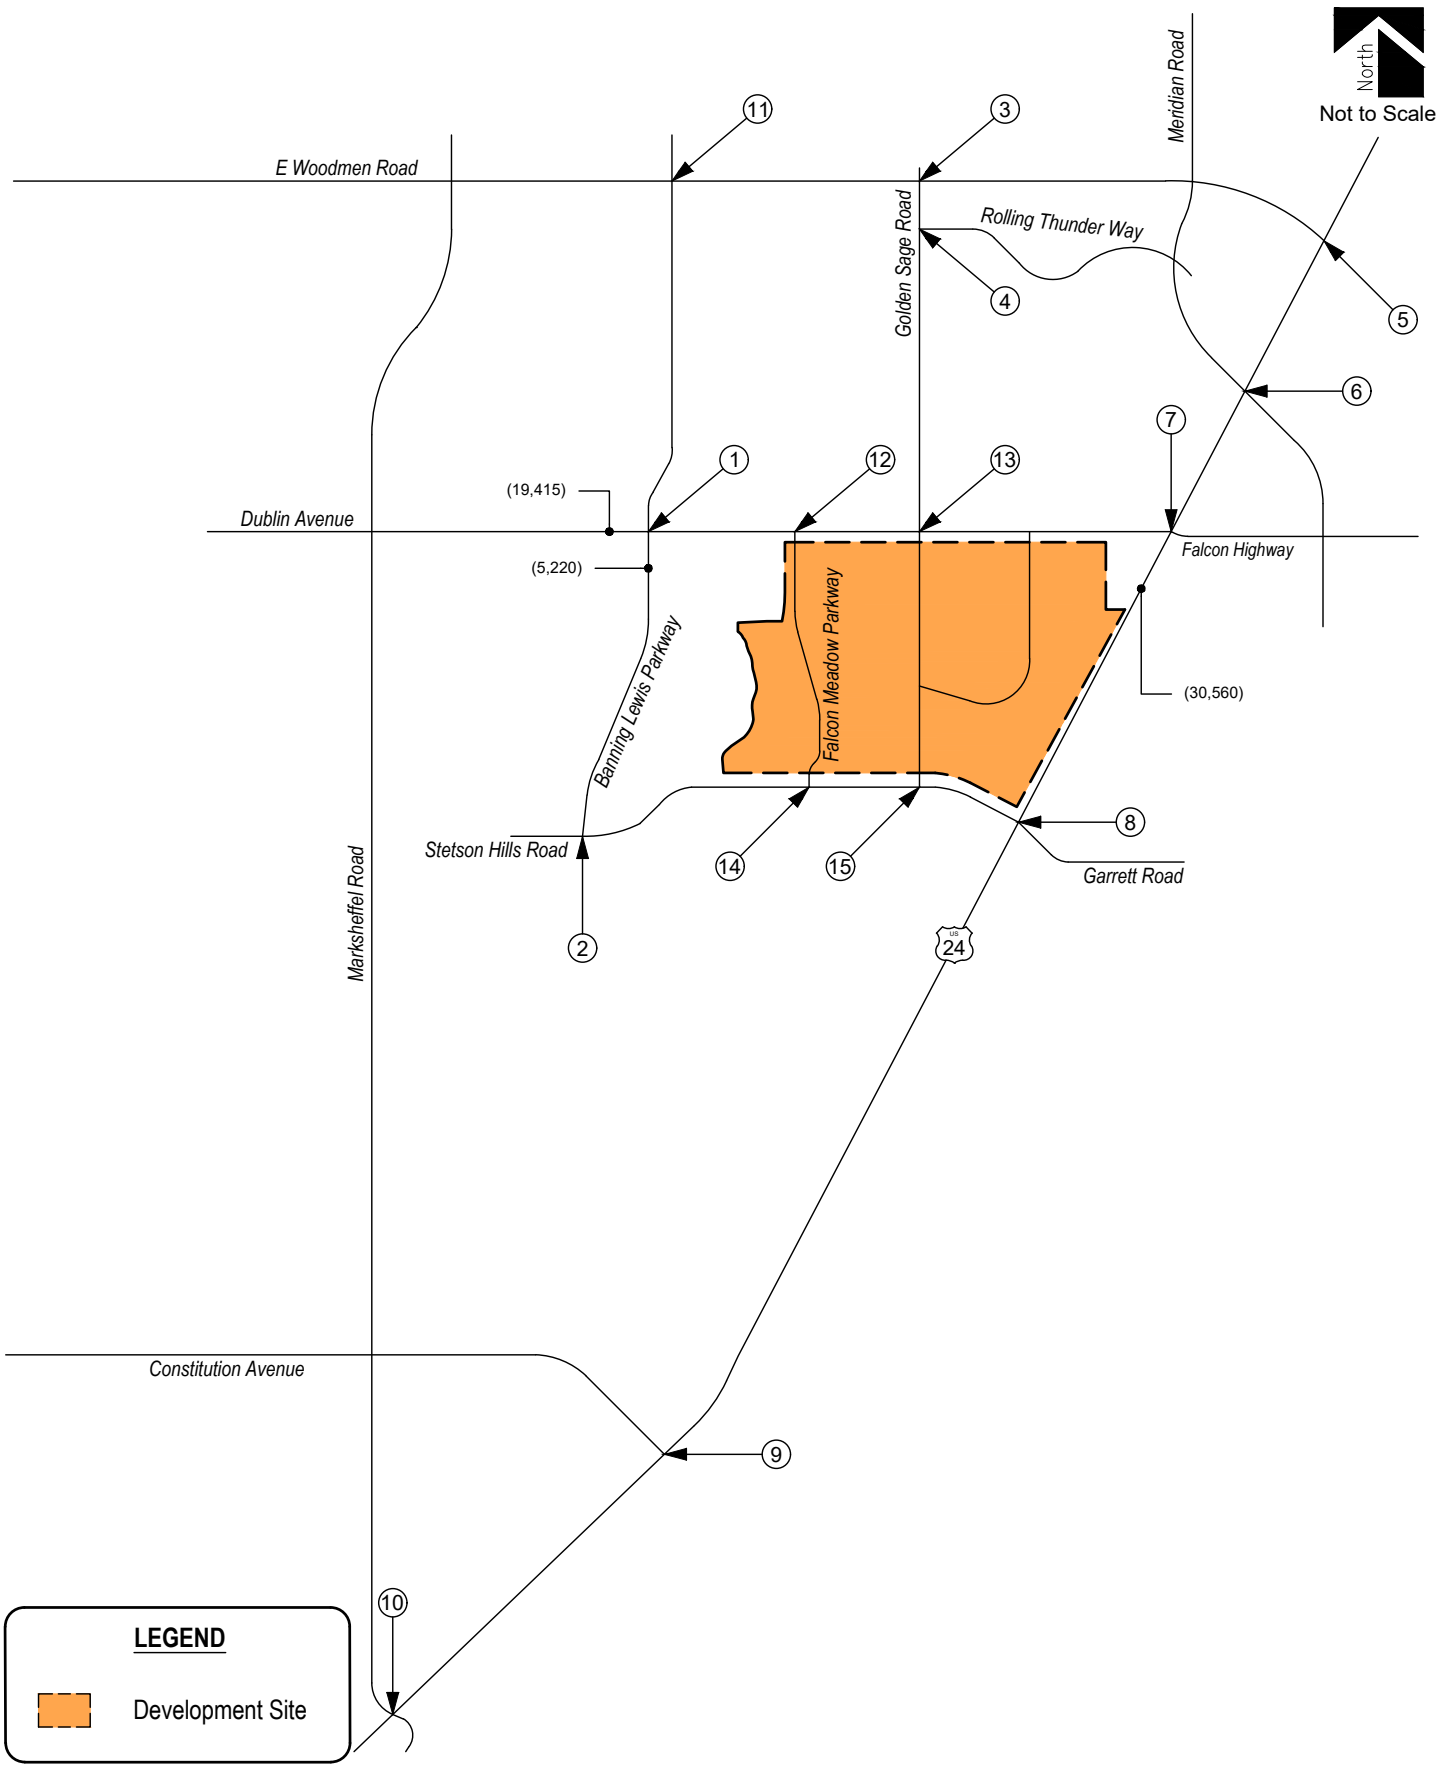 North
Not to Scale
Meridian Road
11
3
E Woodmen Road
Golden Sage Road
Rolling Thunder Way
4
5
6
7
1
12
13
(19,415)
Dublin Avenue
Falcon Highway
(5,220)
Banning Lewis Parkway
Falcon Meadow Parkway
(30,560)
8
Stetson Hills Road
14
15
Garrett Road
Marksheffel Road
2
US
24
Constitution Avenue
9
10
LEGEND
Development Site